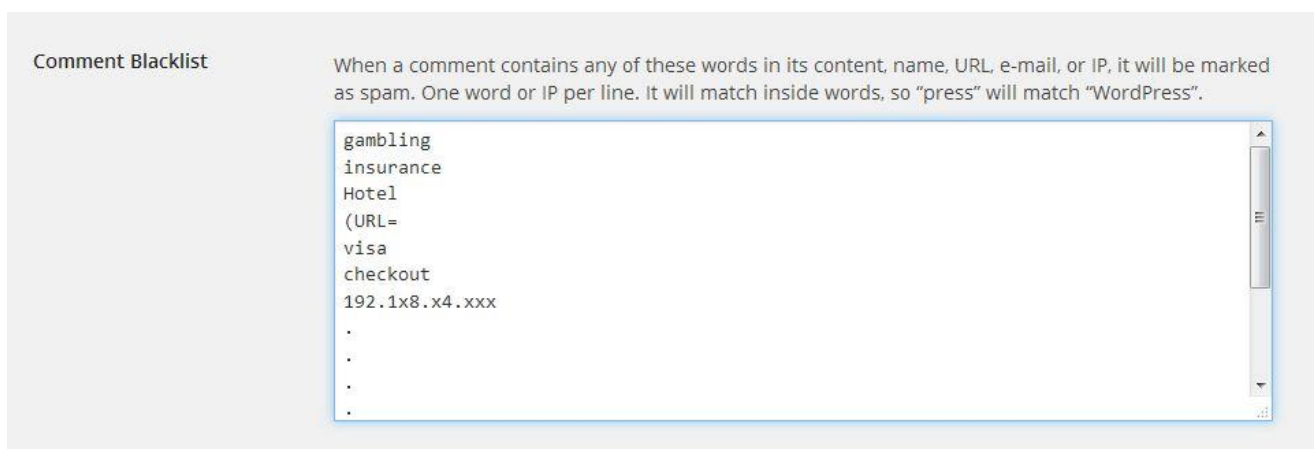 Comment Blacklist
When a comment contains any of these words in its content, name, URL, e-mail, or IP, it will be marked
as spam. One word or IP per line. It will match inside words, so “press” will match “WordPress”.
gambling
insurance
Hotel
(URL=
visa
checkout
192.1x8.x4.xxx
.
.
.
.